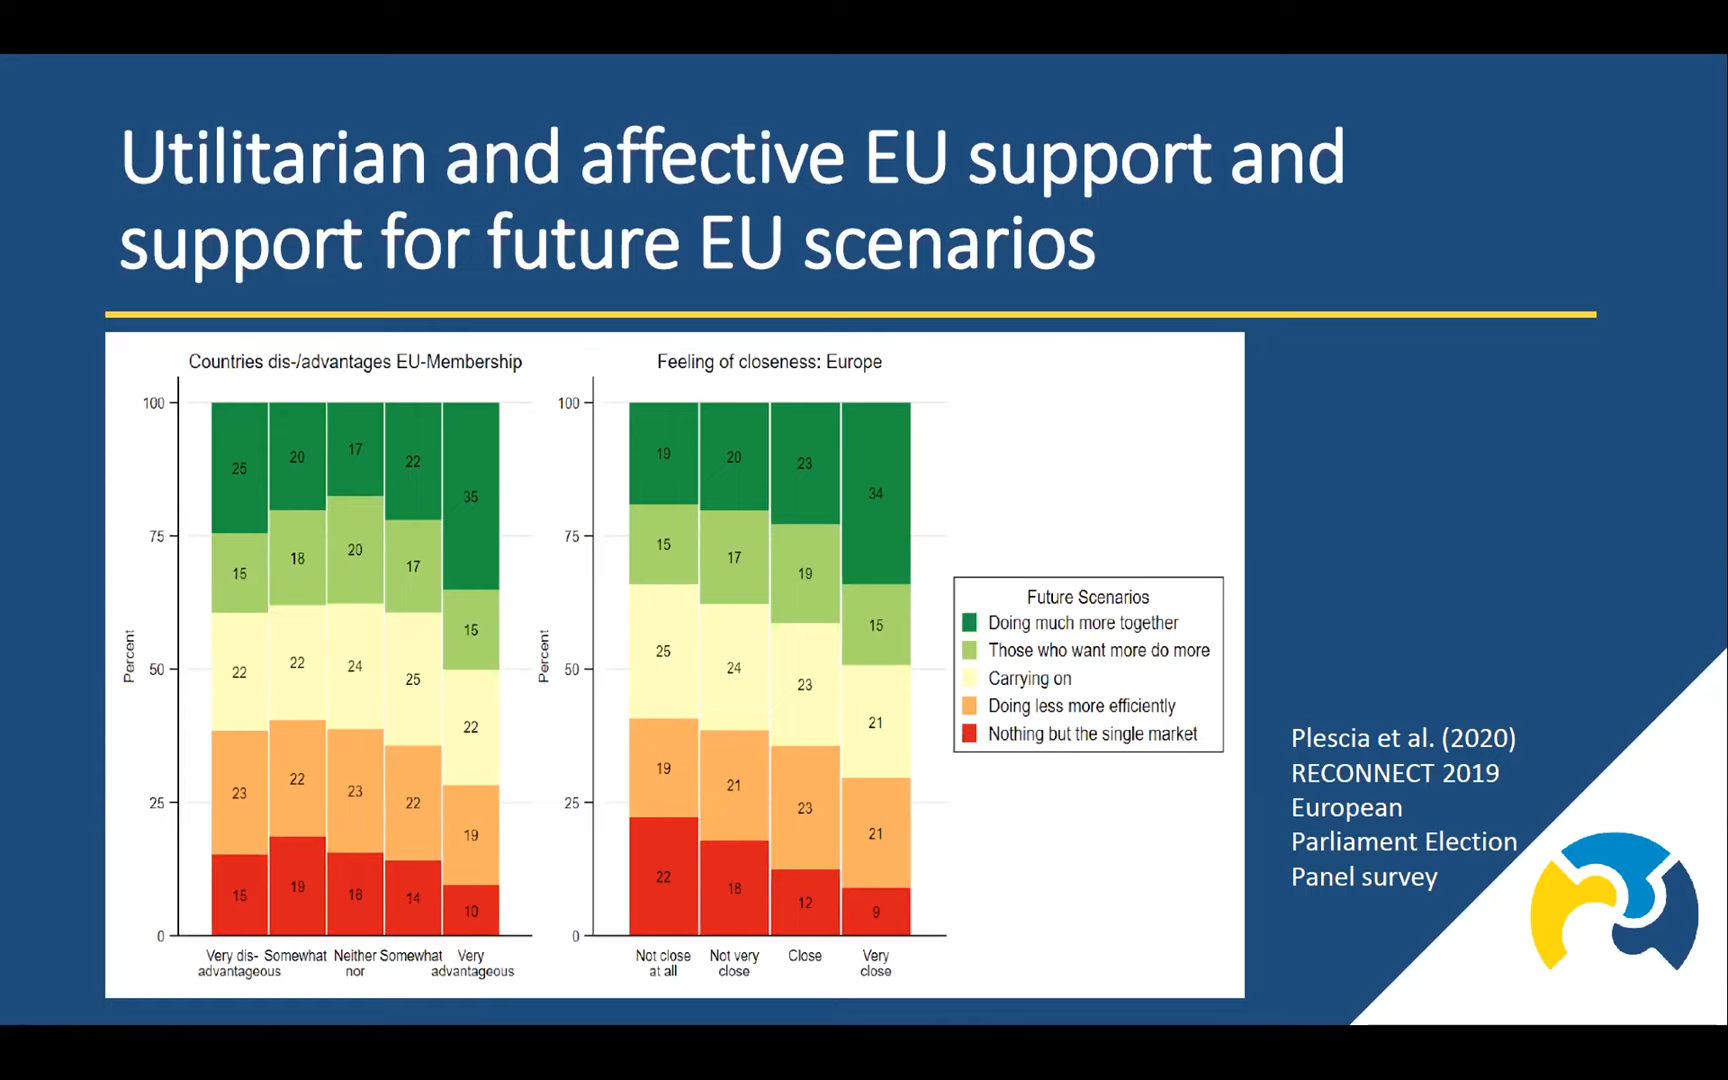 Utilitarian and affective EU support and
support for future EU scenarios
Countries dis-/advantages EU-Membership
Percent
100
75
50
25
0
25
15
22
23
15
20
18
22
22
19
17
20
24
23
16
22
17
25
22
14
35
15
22
19
10
Very dis-
advantageous
Somewhat
Neither
nor
Somewhat
Very
advantageous
Feeling of closeness: Europe
Percent
100
75
50
25
0
19
15
25
19
22
20
17
24
21
18
23
19
23
23
12
34
15
21
21
9
Not close
at all
Not very
close
Close
Very
close
Future Scenarios
Doing much more together
Those who want more do more
Carrying on
Doing less more efficiently
Nothing but the single market
Plescia et al. (2020)
RECONNECT 2019
European
Parliament Election
Panel survey